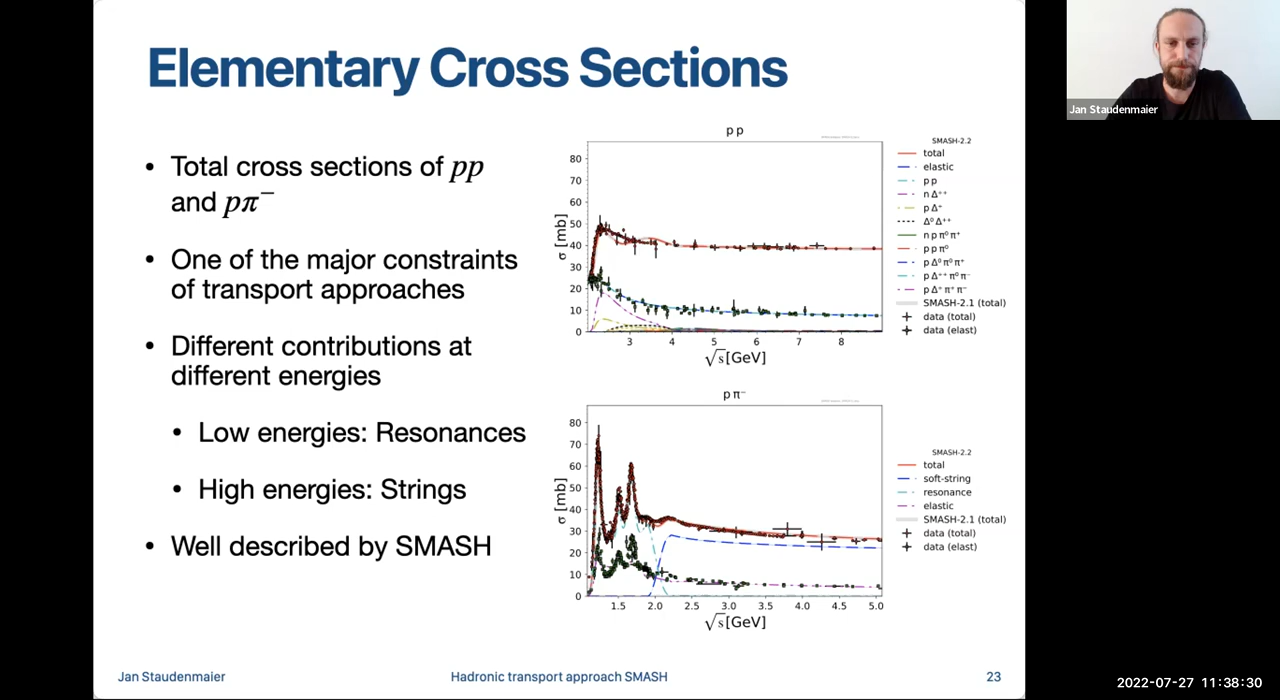 Elementary Cross Sections
• Total cross sections of pp
and pπ⁻
• One of the major constraints
of transport approaches
• Different contributions at
different energies
• Low energies: Resonances
• High energies: Strings
• Well described by SMASH
p p
σ [mb]
80
70
60
50
40
30
20
10
0
3 4 5 6 7 8
√s[GeV]
SMASH-2.2
total
elastic
p p
n Δ⁺⁺
p Δ⁺
Δ⁰ Δ⁺⁺
n p π⁰ π⁺
p p π⁰
p Δ⁰ π⁰ π⁺
p Δ⁺⁺ π⁰ π⁻
p Δ⁺ π⁺ π⁻
SMASH-2.1 (total)
data (total)
data (elast)
p π⁻
σ [mb]
80
70
60
50
40
30
20
10
0
1.5 2.0 2.5 3.0 3.5 4.0 4.5 5.0
√s[GeV]
SMASH-2.2
total
soft-string
resonance
elastic
SMASH-2.1 (total)
data (total)
data (elast)
Jan Staudenmaier
Hadronic transport approach SMASH
23
Jan Staudenmaier
2022-07-27 11:38:30